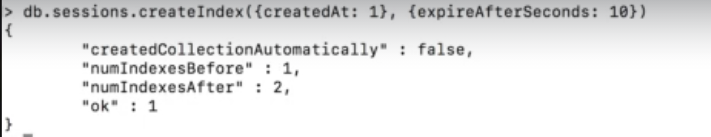 > db.sessions.createIndex({createdAt: 1}, {expireAfterSeconds: 10})
{
        "createdCollectionAutomatically" : false,
        "numIndexesBefore" : 1,
        "numIndexesAfter" : 2,
        "ok" : 1
}